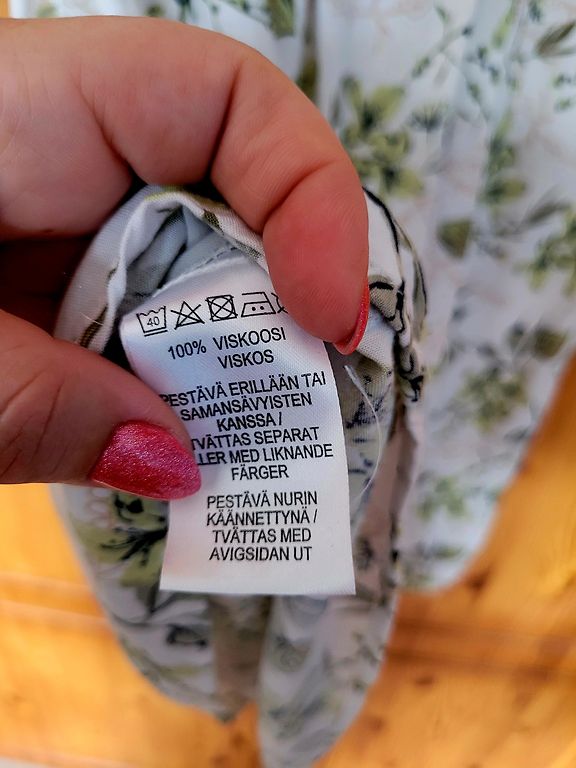 40
100% VISKOOSI
VISKOS
PESTÄVÄ ERILLÄÄN TAI
SAMANSÄVYISTEN
KANSSA /
TVÄTTAS SEPARAT
LLER MED LIKNANDE
FÄRGER
PESTÄVÄ NURIN
KÄÄNNETTYNÄ /
TVÄTTAS MED
AVIGSIDAN UT